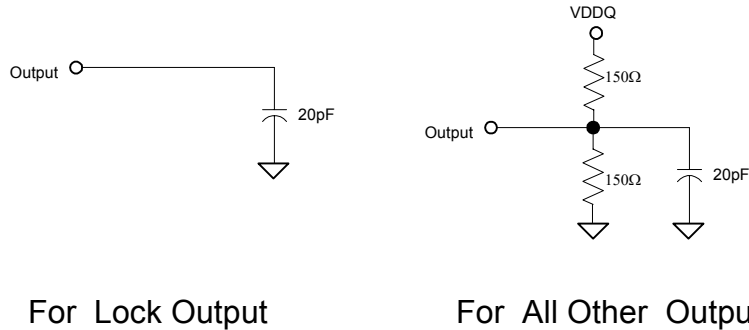 VDDQ
Output
20pF
150Ω
Output
150Ω
20pF
For Lock Output
For All Other Outpu